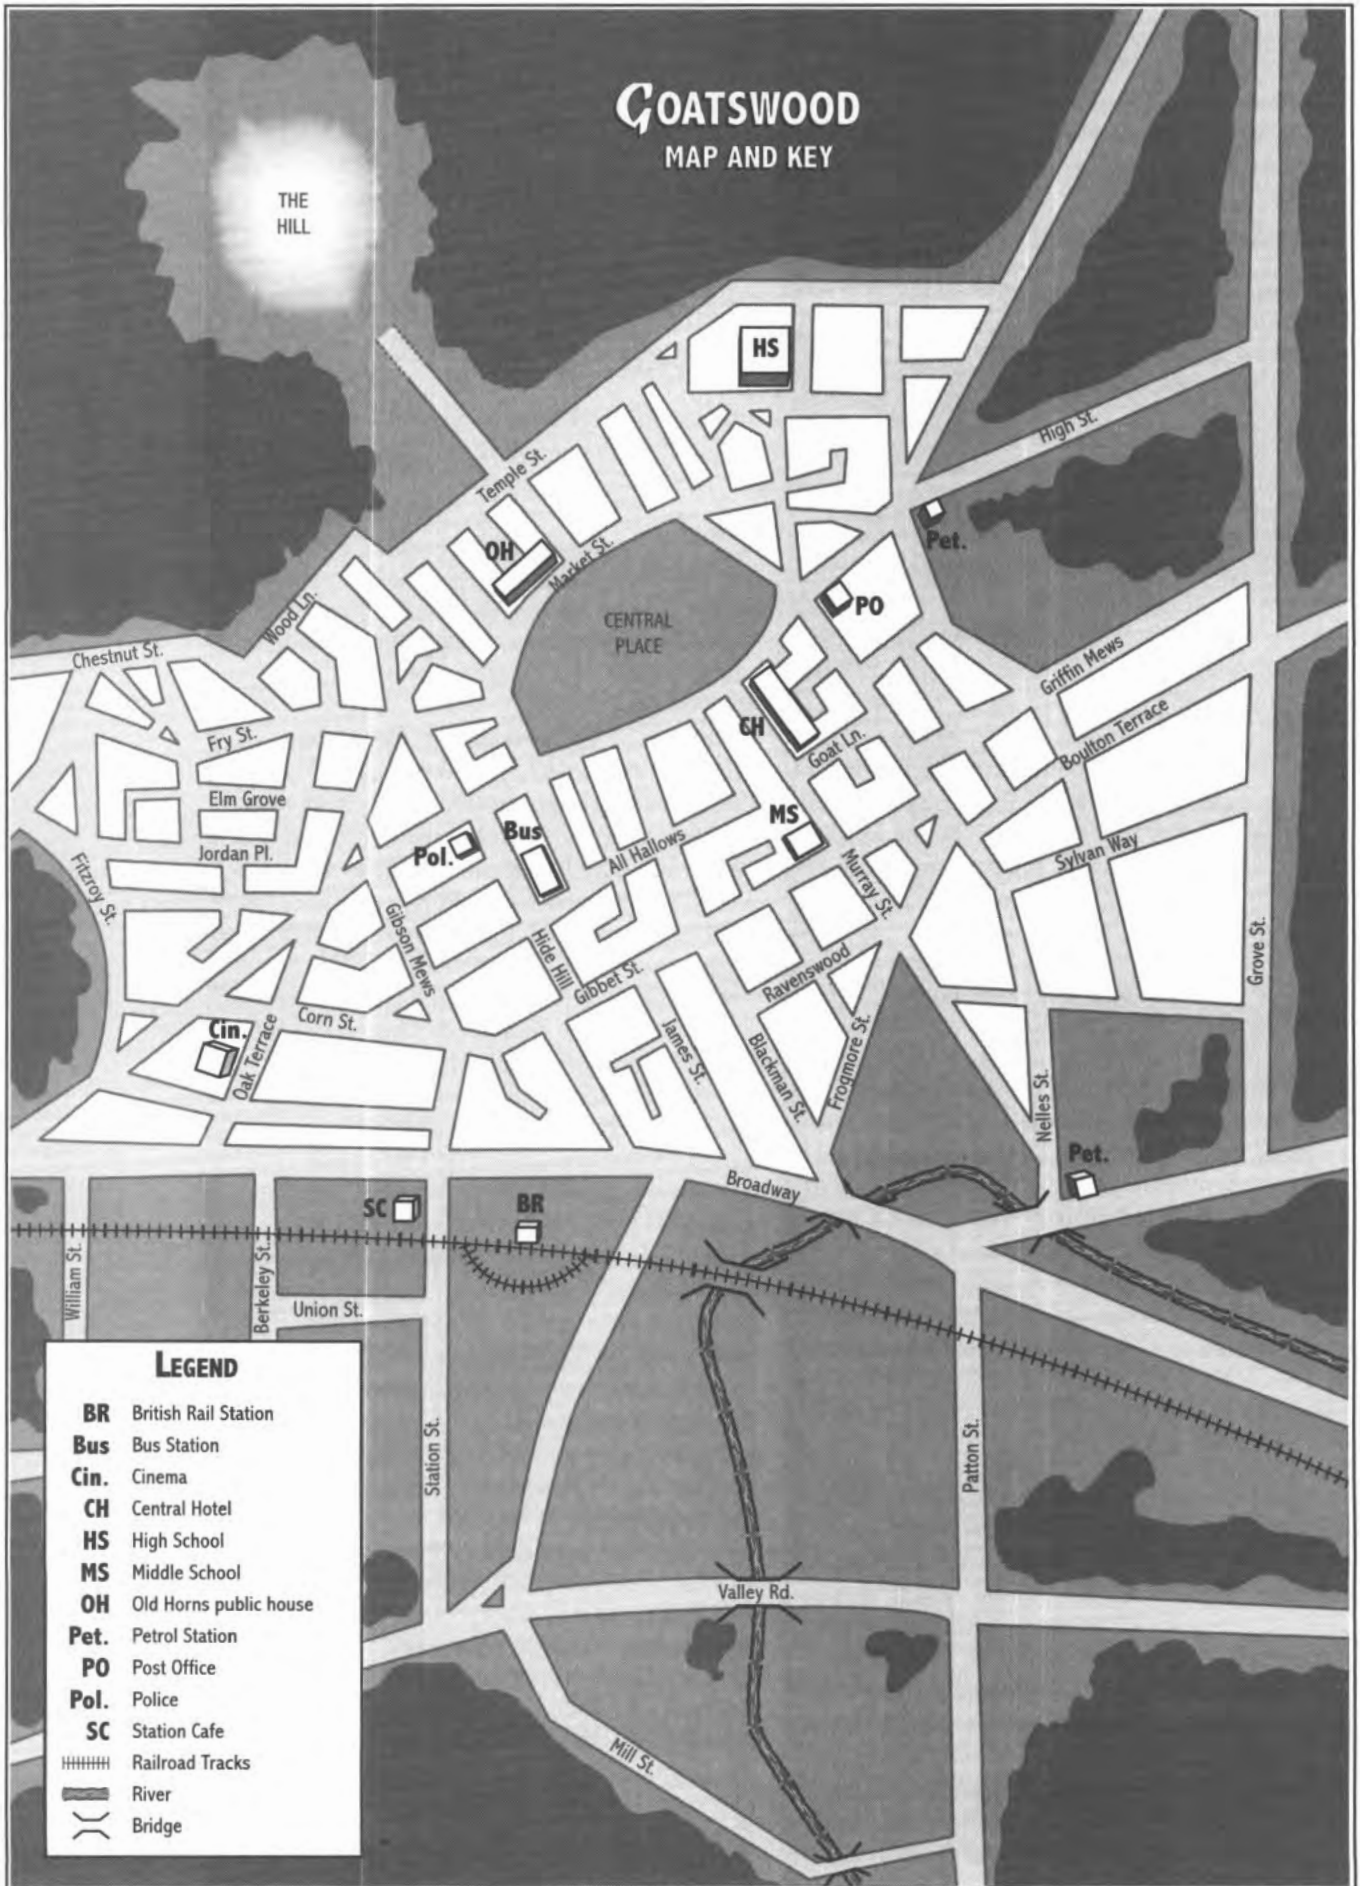 GOATSWOOD
MAP AND KEY
THE
HILL
HS
High St.
Temple St.
Pet.
OH
Market St.
PO
CENTRAL
PLACE
Wood Ln.
Chestnut St.
Griffin Mews
CH
Goat Ln.
Boulton Terrace
Fry St.
Elm Grove
MS
Bus
Jordan Pl.
Pol.
All Hallows
Sylvan Way
Fitzroy St.
Murray St.
Gibson Mews
Hide Hill
Grove St.
Gibbet St.
Ravenswood
Corn St.
Cin.
Oak Terrace
James St.
Blackman St.
Frogmore St.
Nelles St.
Pet.
Broadway
SC
BR
William St.
Berkeley St.
Union St.
Station St.
Patton St.
Valley Rd.
Mill St.
LEGEND
BR British Rail Station
Bus Bus Station
Cin. Cinema
CH Central Hotel
HS High School
MS Middle School
OH Old Horns public house
Pet. Petrol Station
PO Post Office
Pol. Police
SC Station Cafe
Railroad Tracks
River
Bridge